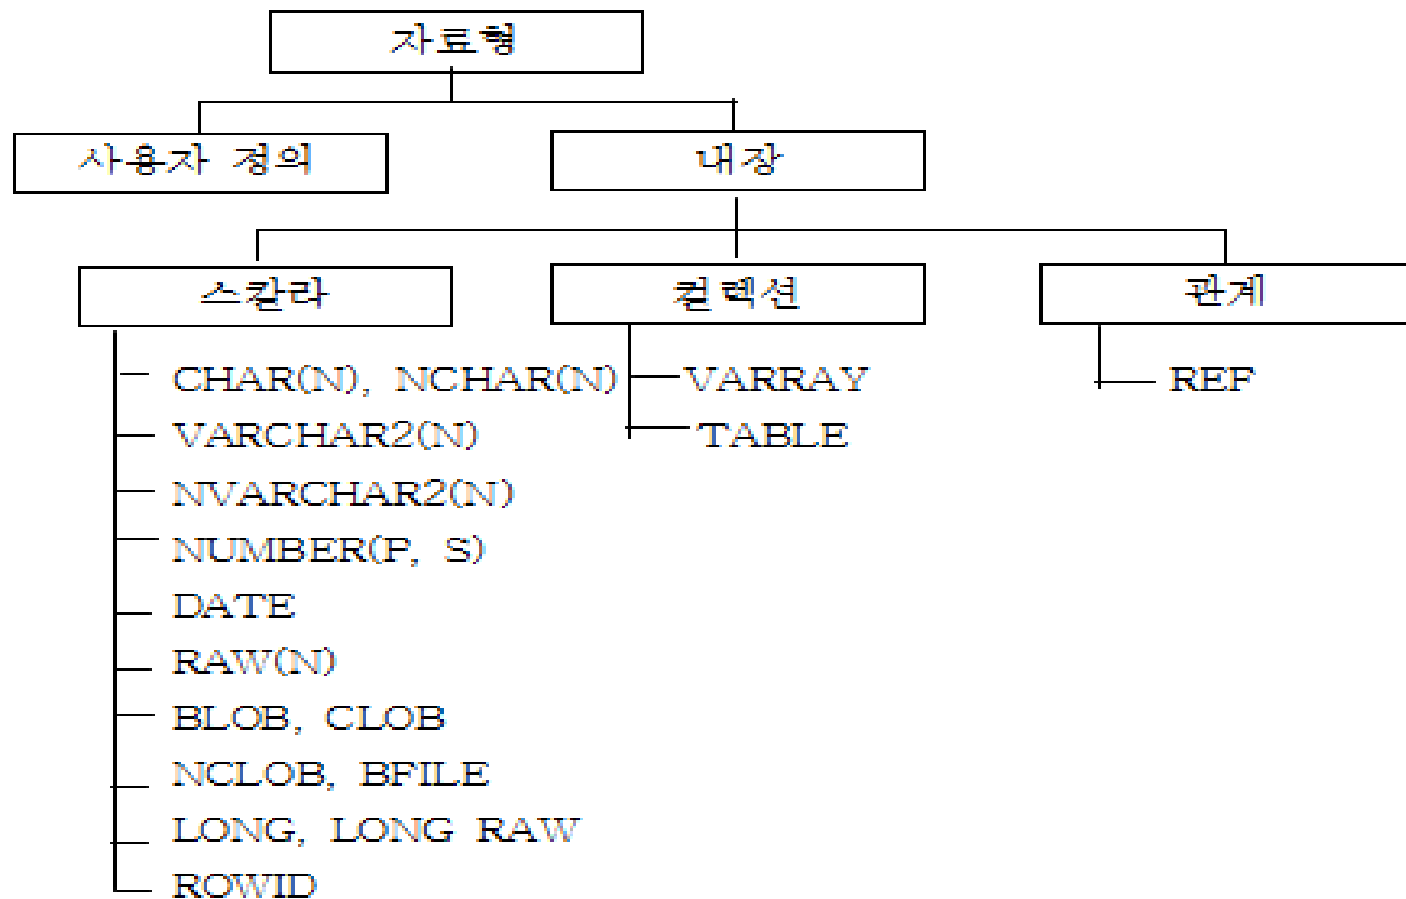 자료형
사용자 정의
내장
스칼라
컬렉션
관계
CHAR(N), NCHAR(N)
VARCHAR2(N)
NVARCHAR2(N)
NUMBER(P, S)
DATE
RAW(N)
BLOB, CLOB
NCLOB, BFILE
LONG, LONG RAW
ROWID
VARRAY
TABLE
REF